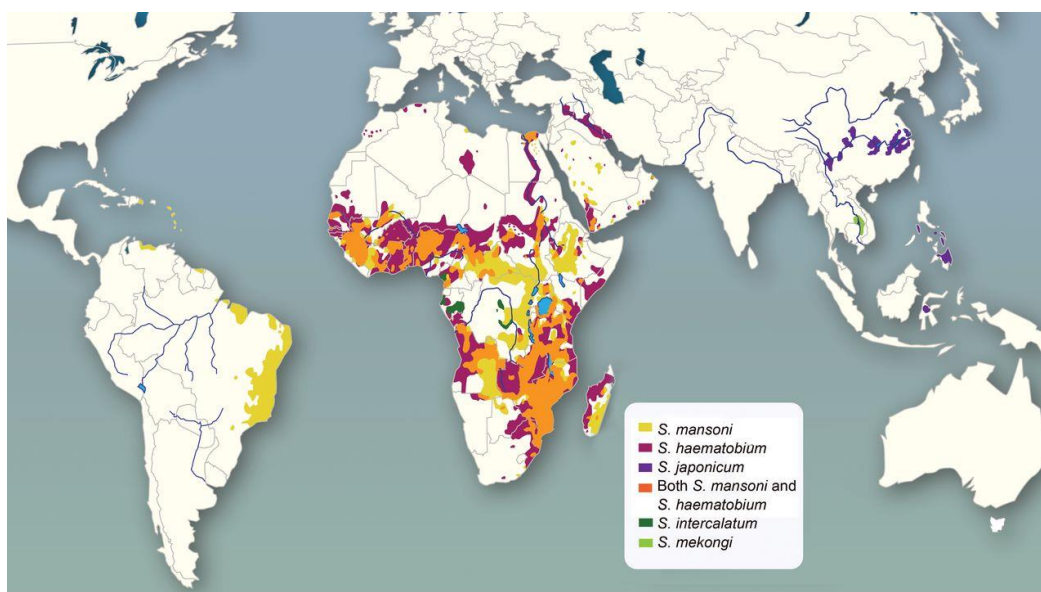 S. mansoni
S. haematobium
S. japonicum
Both S. mansoni and
S. haematobium
S. intercalatum
S. mekongi